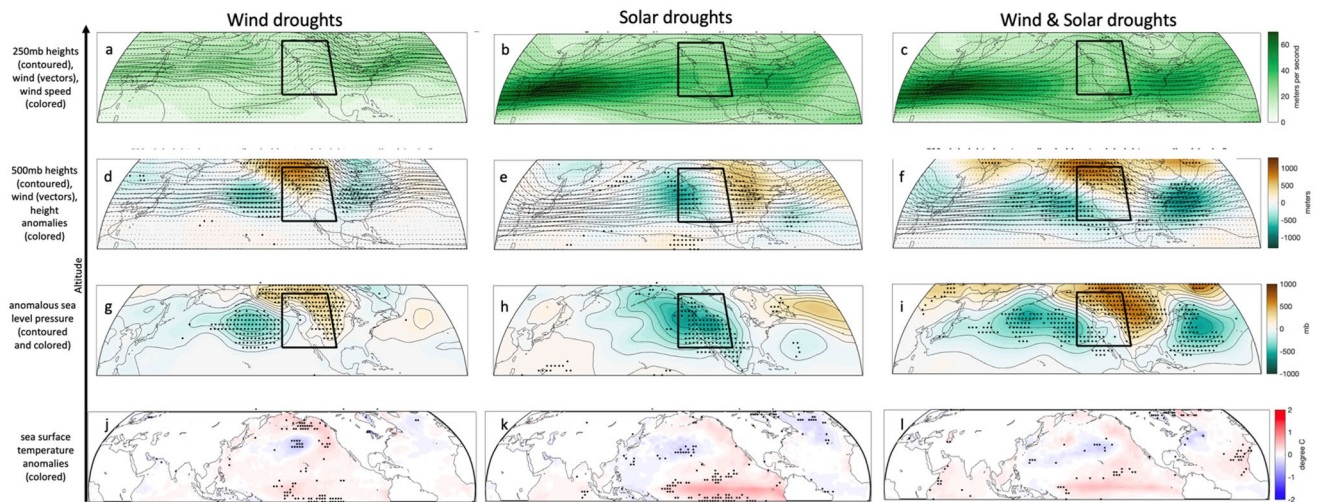 Wind droughts
Solar droughts
Wind & Solar droughts
250mb heights
(contoured),
wind (vectors),
wind speed
(colored)
a
b
c
60
40
20
0
meters per second
500mb heights
(contoured),
wind (vectors),
height
anomalies
(colored)
d
e
f
1000
500
0
-500
-1000
meters
Altitude
anomalous sea
level pressure
(contoured
and colored)
g
h
i
1000
500
0
-500
-1000
mb
sea surface
temperature
anomalies
(colored)
j
k
l
2
1
0
-1
-2
degree C